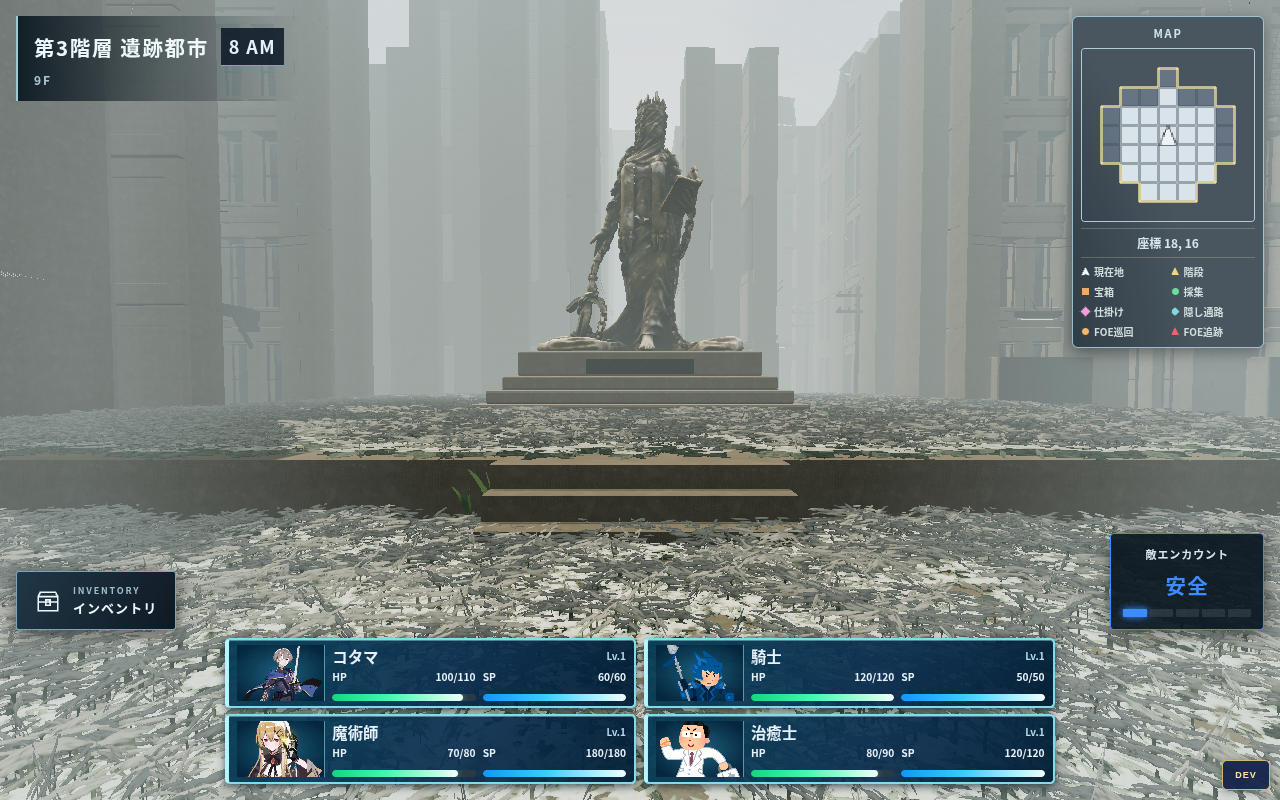 第3階層 遺跡都市
8 AM
9F
MAP
座標 18, 16
現在地
階段
宝箱
採集
仕掛け
隠し通路
FOE巡回
FOE追跡
敵エンカウント
安全
INVENTORY
インベントリ
コタマ
Lv.1
HP 100/110 SP 60/60
騎士
Lv.1
HP 120/120 SP 50/50
魔術師
Lv.1
HP 70/80 SP 180/180
治癒士
Lv.1
HP 80/90 SP 120/120
DEV